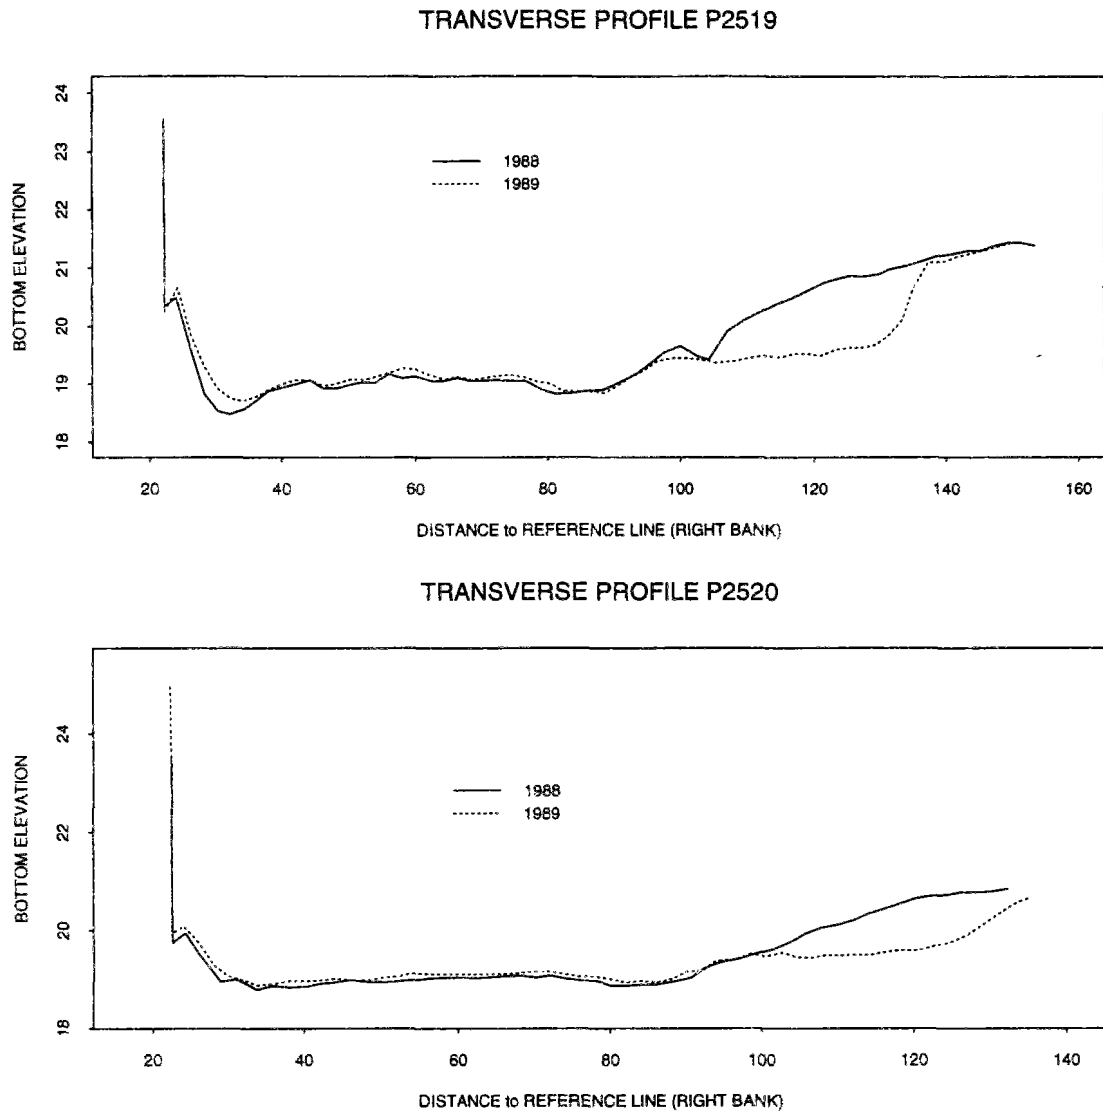 TRANSVERSE PROFILE P2519
24
23
22
21
20
19
18
BOTTOM ELEVATION
1988
1989
20 40 60 80 100 120 140 160
DISTANCE to REFERENCE LINE (RIGHT BANK)
TRANSVERSE PROFILE P2520
24
22
20
18
BOTTOM ELEVATION
1988
1989
20 40 60 80 100 120 140
DISTANCE to REFERENCE LINE (RIGHT BANK)